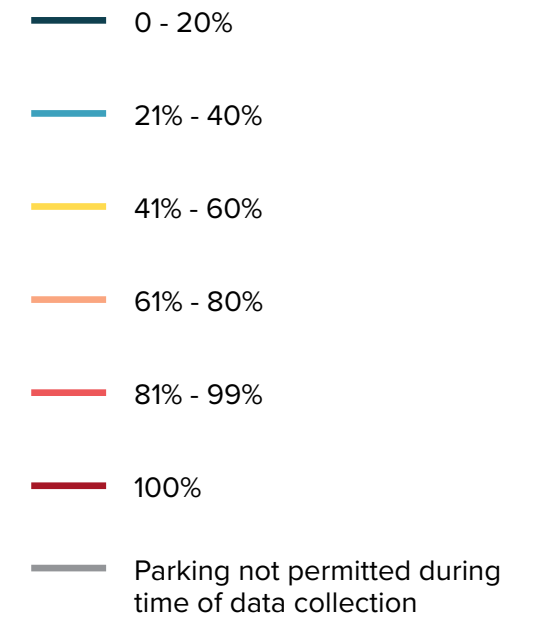 0 - 20%
21% - 40%
41% - 60%
61% - 80%
81% - 99%
100%
Parking not permitted during
time of data collection